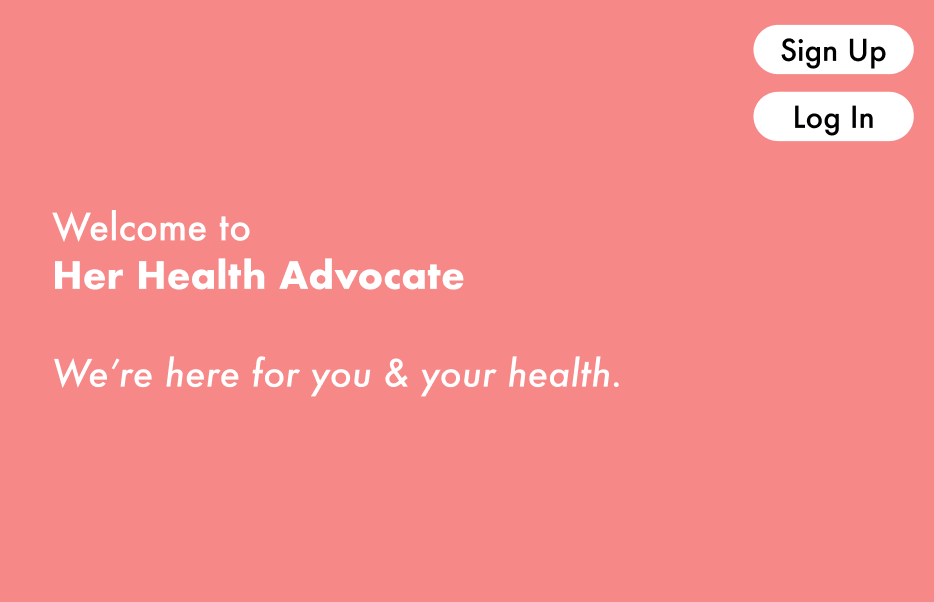 Sign Up
Log In
Welcome to
Her Health Advocate
We’re here for you & your health.